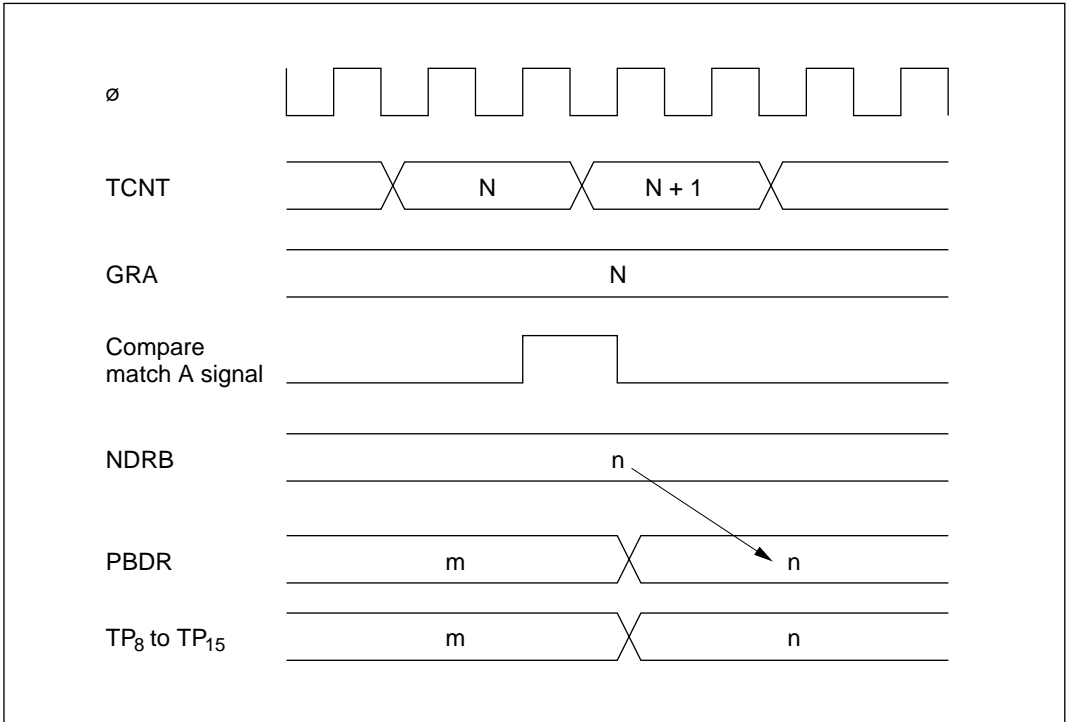 ø
TCNT N N + 1
GRA N
Compare
match A signal
NDRB n
PBDR m n
TP8 to TP15 m n